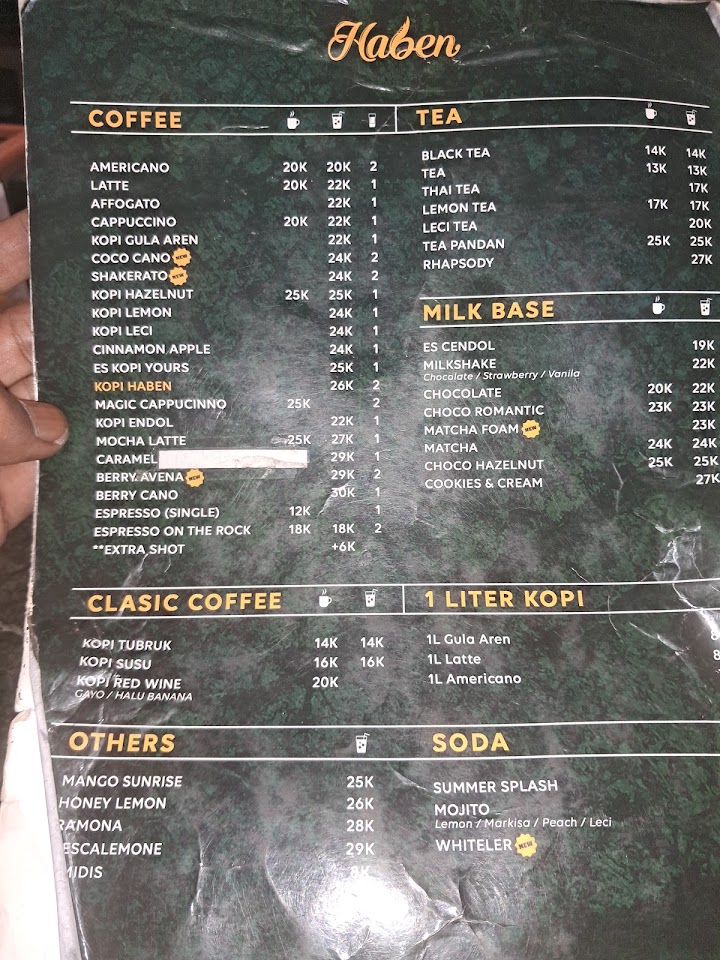 Haben
COFFEE
AMERICANO 20K 20K 2
LATTE 20K 22K 1
AFFOGATO 22K 1
CAPPUCCINO 20K 22K 1
KOPI GULA AREN 22K 1
COCO CANO NEW 24K 2
SHAKERATO NEW 24K 2
KOPI HAZELNUT 25K 25K 1
KOPI LEMON 24K 1
KOPI LECI 24K 1
CINNAMON APPLE 24K 1
ES KOPI YOURS 25K 1
KOPI HABEN 26K 2
MAGIC CAPPUCINNO 25K 2
KOPI ENDOL 22K 1
MOCHA LATTE 25K 27K 1
CARAMEL 29K 1
BERRY AVENA NEW 29K 2
BERRY CANO 30K 1
ESPRESSO (SINGLE) 12K 1
ESPRESSO ON THE ROCK 18K 18K 2
**EXTRA SHOT +6K
TEA
BLACK TEA 14K 14K
TEA 13K 13K
THAI TEA 17K
LEMON TEA 17K 17K
LECI TEA 20K
TEA PANDAN 25K 25K
RHAPSODY 27K
MILK BASE
ES CENDOL 19K
MILKSHAKE 22K
Chocolate / Strawberry / Vanila
CHOCOLATE 20K 22K
CHOCO ROMANTIC 23K 23K
MATCHA FOAM NEW 23K
MATCHA 24K 24K
CHOCO HAZELNUT 25K 25K
COOKIES & CREAM 27K
CLASIC COFFEE
KOPI TUBRUK 14K 14K
KOPI SUSU 16K 16K
KOPI RED WINE 20K
GAYO / HALU BANANA
1 LITER KOPI
1L Gula Aren 8
1L Latte 8
1L Americano
OTHERS
MANGO SUNRISE 25K
HONEY LEMON 26K
RAMONA 28K
ESCALEMONE 29K
MIDIS 8K
SODA
SUMMER SPLASH
MOJITO
Lemon / Markisa / Peach / Leci
WHITELER NEW